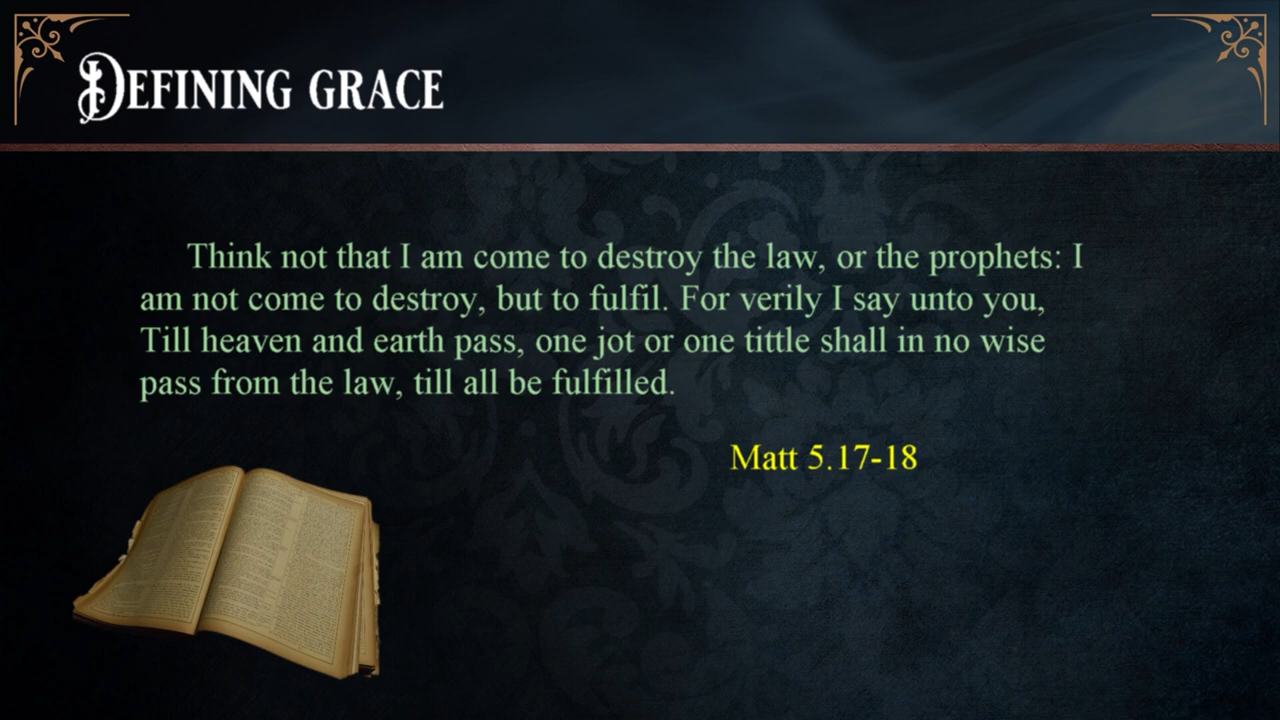 Defining grace
Think not that I am come to destroy the law, or the prophets: I
am not come to destroy, but to fulfil. For verily I say unto you,
Till heaven and earth pass, one jot or one tittle shall in no wise
pass from the law, till all be fulfilled.
Matt 5.17-18